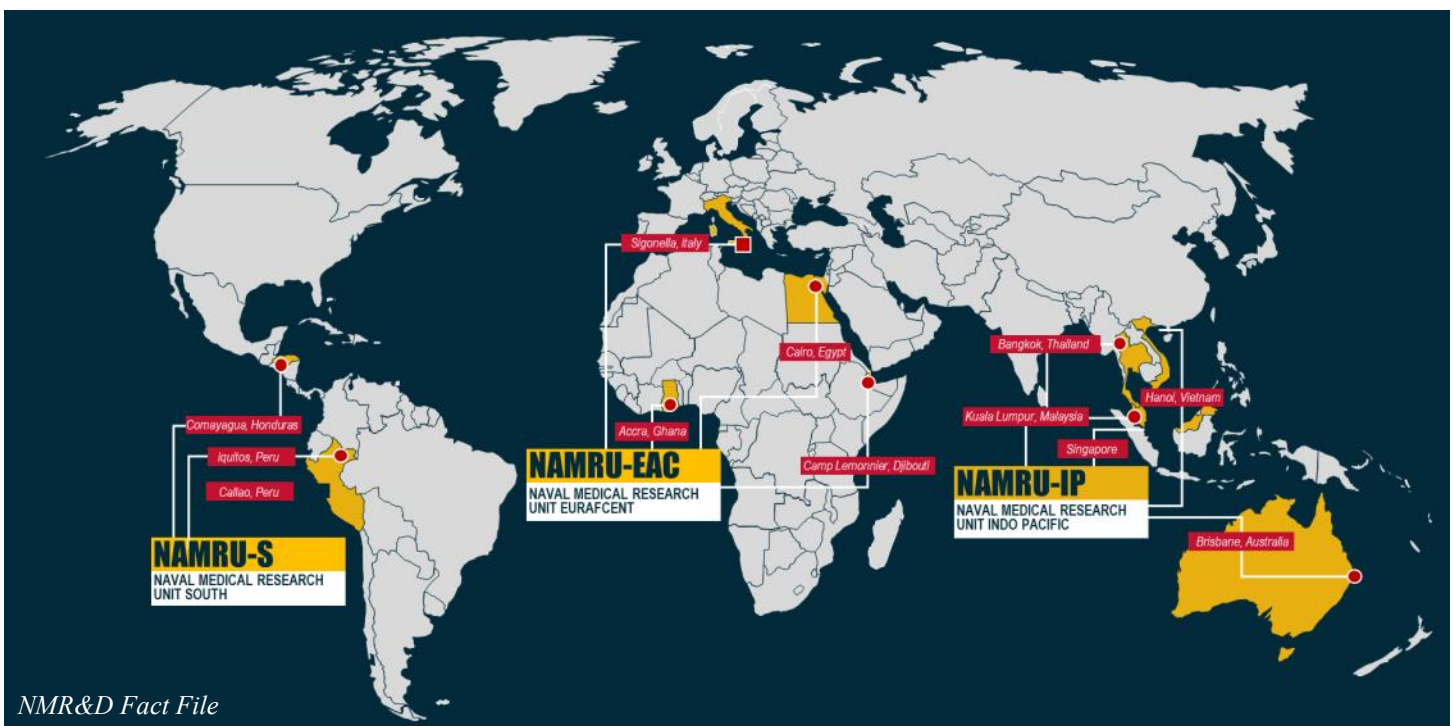 Sigonella, Italy
Cairo, Egypt
Accra, Ghana
Camp Lemonnier, Djibouti
NAMRU-EAC
NAVAL MEDICAL RESEARCH
UNIT EURAFCENT
Comayagua, Honduras
Iquitos, Peru
Callao, Peru
NAMRU-S
NAVAL MEDICAL RESEARCH
UNIT SOUTH
Bangkok, Thailand
Hanoi, Vietnam
Kuala Lumpur, Malaysia
Singapore
NAMRU-IP
NAVAL MEDICAL RESEARCH
UNIT INDO PACIFIC
Brisbane, Australia
NMR&D Fact File